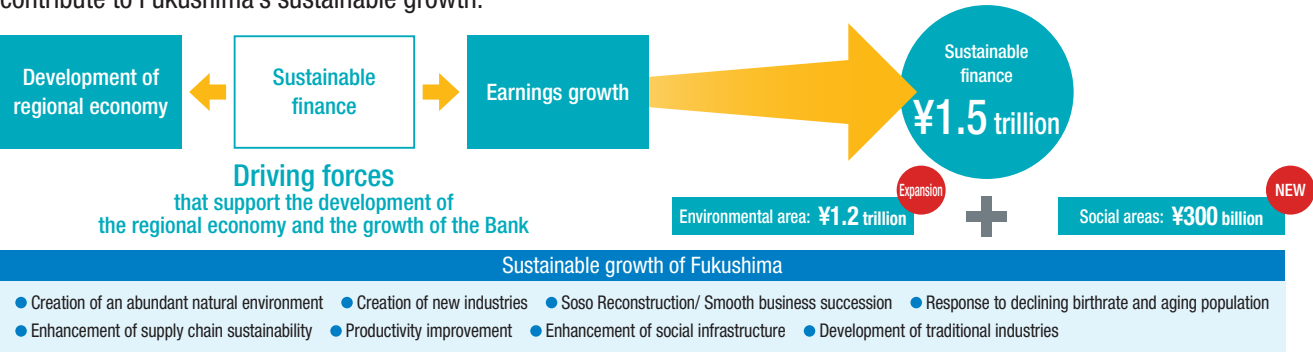 contribute to Fukushima's sustainable growth.
Development of
regional economy
Sustainable
finance
Earnings growth
Sustainable
finance
¥1.5 trillion
Driving forces
that support the development of
the regional economy and the growth of the Bank
Environmental area: ¥1.2 trillion
Expansion
Social areas: ¥300 billion
NEW
Sustainable growth of Fukushima
● Creation of an abundant natural environment ● Creation of new industries ● Soso Reconstruction/ Smooth business succession ● Response to declining birthrate and aging population
● Enhancement of supply chain sustainability ● Productivity improvement ● Enhancement of social infrastructure ● Development of traditional industries